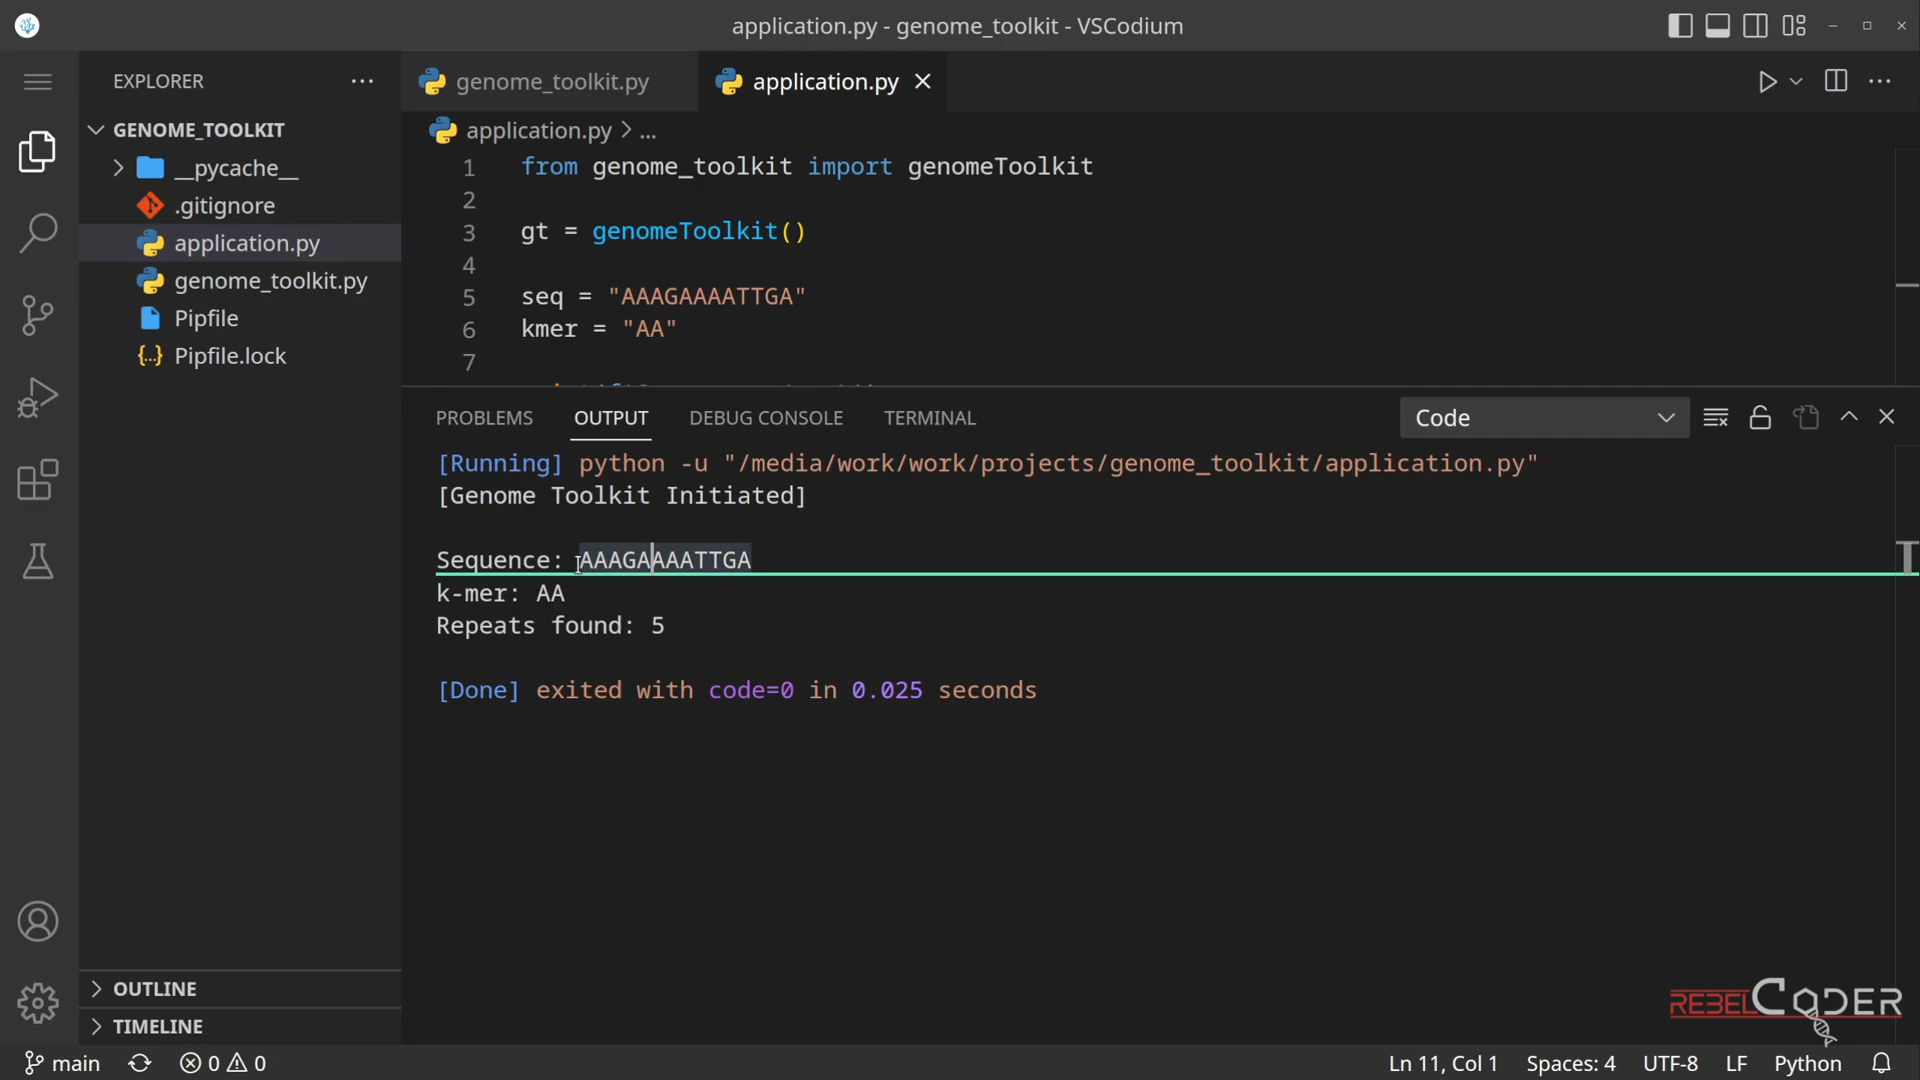 application.py - genome_toolkit - VSCodium
EXPLORER
GENOME_TOOLKIT
__pycache__
.gitignore
application.py
genome_toolkit.py
Pipfile
Pipfile.lock
OUTLINE
TIMELINE
genome_toolkit.py
application.py
application.py > ...
1 from genome_toolkit import genomeToolkit
2
3 gt = genomeToolkit()
4
5 seq = "AAAGAAAATTGA"
6 kmer = "AA"
7
PROBLEMS OUTPUT DEBUG CONSOLE TERMINAL
Code
[Running] python -u "/media/work/work/projects/genome_toolkit/application.py"
[Genome Toolkit Initiated]
Sequence: AAAGAAAATTGA
k-mer: AA
Repeats found: 5
[Done] exited with code=0 in 0.025 seconds
REBELCODER
main 0 0
Ln 11, Col 1 Spaces: 4 UTF-8 LF Python